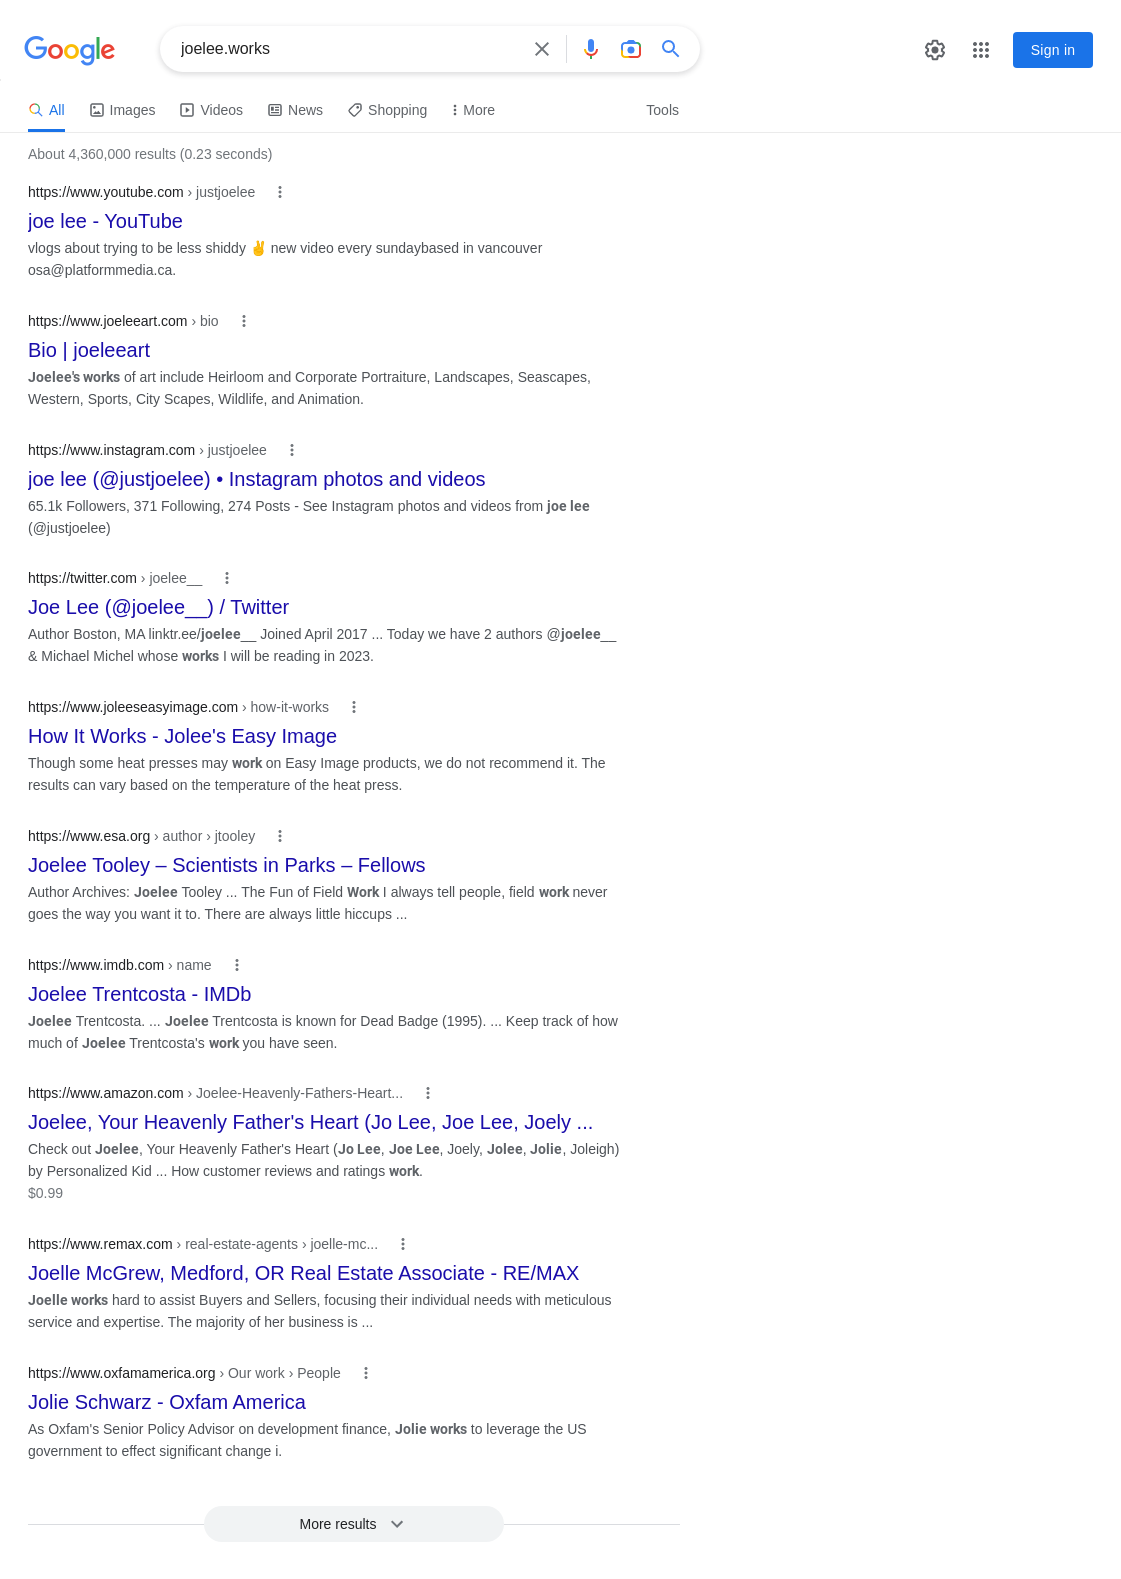 Google
joelee.works
Sign in
All
Images
Videos
News
Shopping
More
Tools
About 4,360,000 results (0.23 seconds)
https://www.youtube.com › justjoelee
joe lee - YouTube
vlogs about trying to be less shiddy ✌️ new video every sundaybased in vancouver
osa@platformmedia.ca.
https://www.joeleeart.com › bio
Bio | joeleeart
Joelee's works of art include Heirloom and Corporate Portraiture, Landscapes, Seascapes,
Western, Sports, City Scapes, Wildlife, and Animation.
https://www.instagram.com › justjoelee
joe lee (@justjoelee) • Instagram photos and videos
65.1k Followers, 371 Following, 274 Posts - See Instagram photos and videos from joe lee
(@justjoelee)
https://twitter.com › joelee__
Joe Lee (@joelee__) / Twitter
Author Boston, MA linktr.ee/joelee__ Joined April 2017 ... Today we have 2 authors @joelee__
& Michael Michel whose works I will be reading in 2023.
https://www.joleeseasyimage.com › how-it-works
How It Works - Jolee's Easy Image
Though some heat presses may work on Easy Image products, we do not recommend it. The
results can vary based on the temperature of the heat press.
https://www.esa.org › author › jtooley
Joelee Tooley – Scientists in Parks – Fellows
Author Archives: Joelee Tooley ... The Fun of Field Work I always tell people, field work never
goes the way you want it to. There are always little hiccups ...
https://www.imdb.com › name
Joelee Trentcosta - IMDb
Joelee Trentcosta. ... Joelee Trentcosta is known for Dead Badge (1995). ... Keep track of how
much of Joelee Trentcosta's work you have seen.
https://www.amazon.com › Joelee-Heavenly-Fathers-Heart...
Joelee, Your Heavenly Father's Heart (Jo Lee, Joe Lee, Joely ...
Check out Joelee, Your Heavenly Father's Heart (Jo Lee, Joe Lee, Joely, Jolee, Jolie, Joleigh)
by Personalized Kid ... How customer reviews and ratings work.
$0.99
https://www.remax.com › real-estate-agents › joelle-mc...
Joelle McGrew, Medford, OR Real Estate Associate - RE/MAX
Joelle works hard to assist Buyers and Sellers, focusing their individual needs with meticulous
service and expertise. The majority of her business is ...
https://www.oxfamamerica.org › Our work › People
Jolie Schwarz - Oxfam America
As Oxfam's Senior Policy Advisor on development finance, Jolie works to leverage the US
government to effect significant change i.
More results